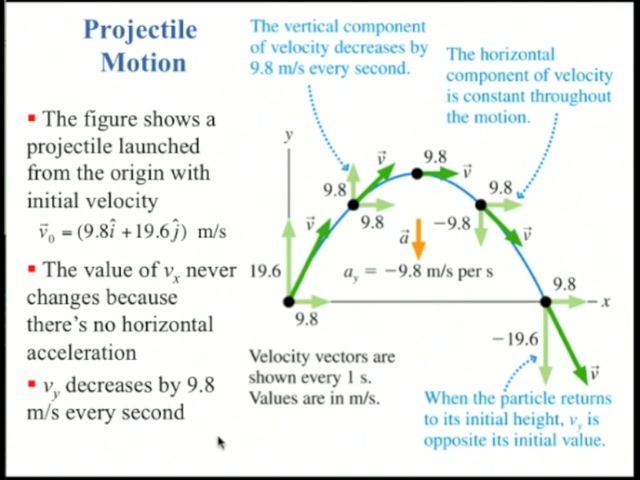 Projectile
Motion
The vertical component
of velocity decreases by
9.8 m/s every second.
The horizontal
component of velocity
is constant throughout
the motion.
▪ The figure shows a
projectile launched
from the origin with
initial velocity
v⃗₀ = (9.8î + 19.6ĵ) m/s
▪ The value of vₓ never
changes because
there's no horizontal
acceleration
▪ vᵧ decreases by 9.8
m/s every second
y
19.6
v⃗
9.8
9.8
v⃗
9.8
9.8
v⃗
a⃗
aᵧ = −9.8 m/s per s
9.8
−9.8
v⃗
9.8
x
−19.6
v⃗
Velocity vectors are
shown every 1 s.
Values are in m/s.
When the particle returns
to its initial height, vᵧ is
opposite its initial value.